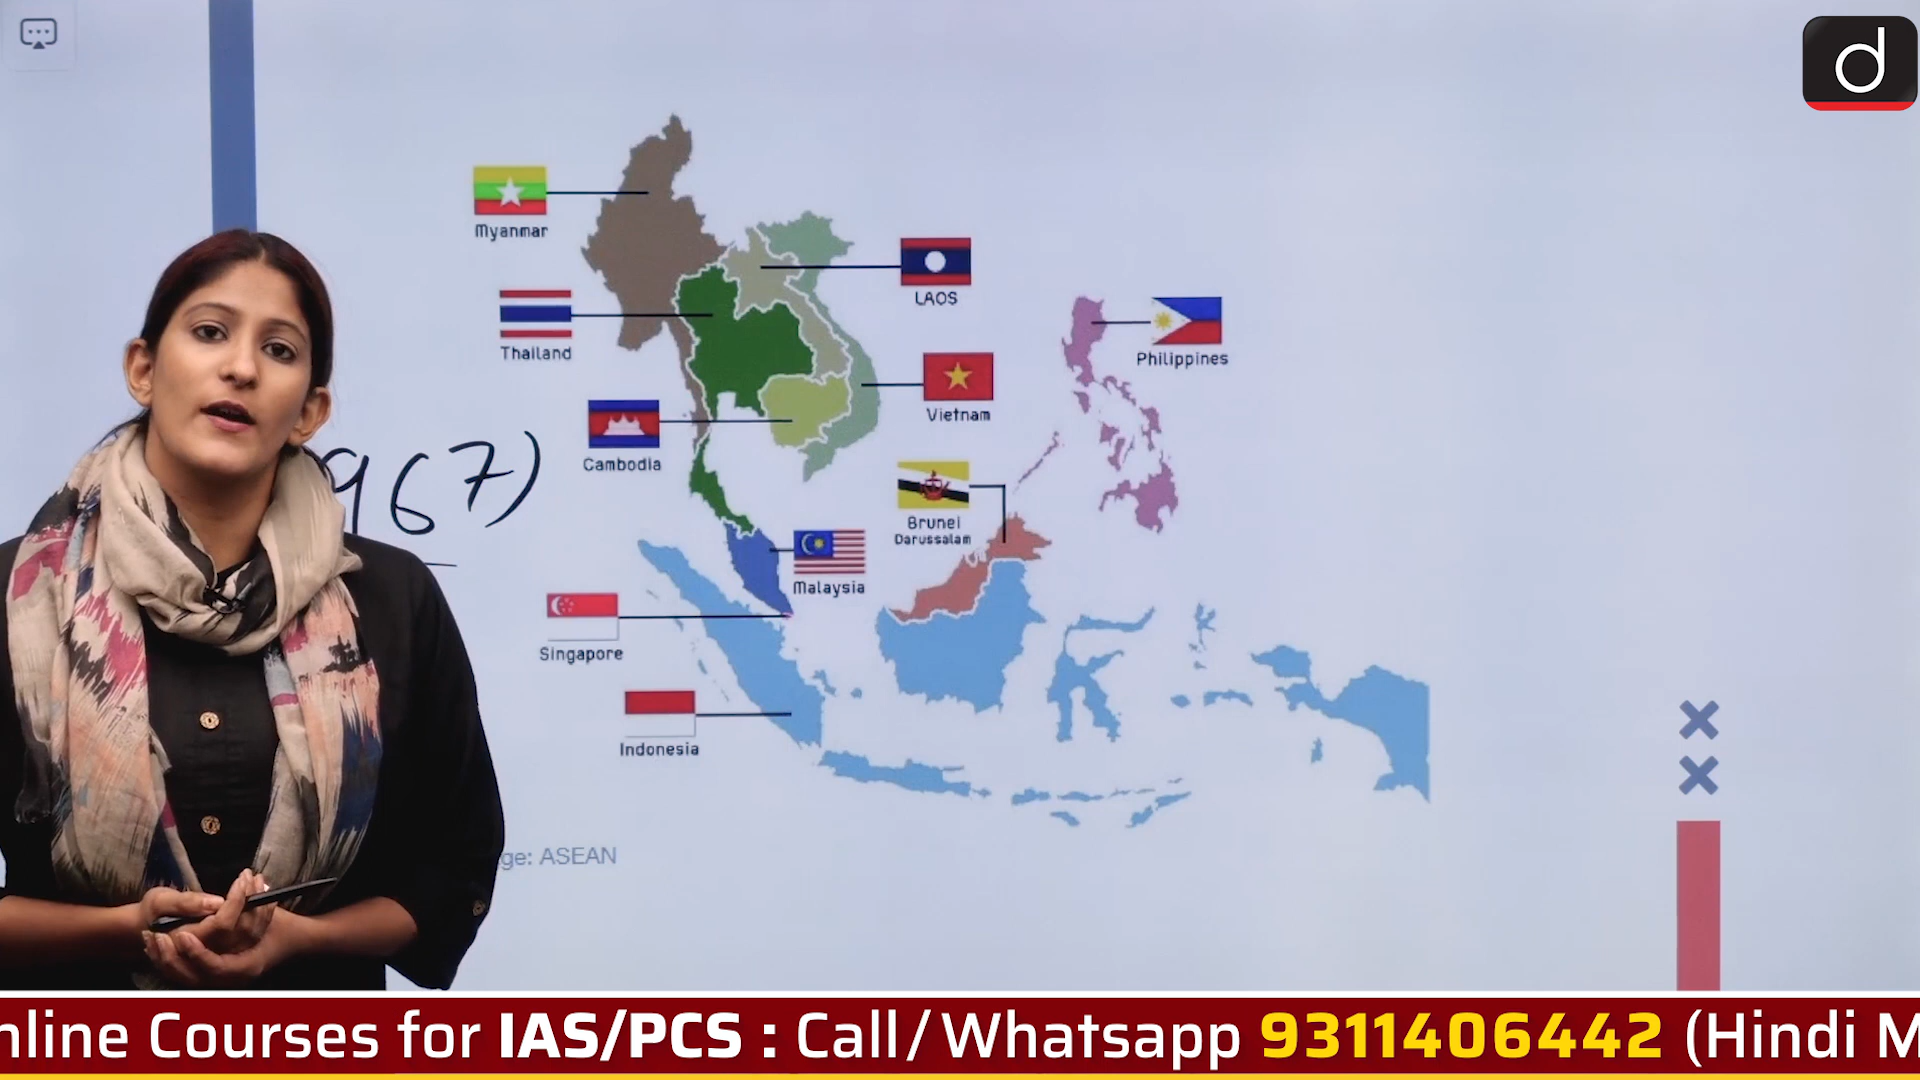 d
Myanmar
LAOS
Thailand
Philippines
Vietnam
Cambodia
967)
Brunei
Darussalam
Malaysia
Singapore
Indonesia
ge: ASEAN
nline Courses for IAS/PCS : Call/Whatsapp 9311406442 (Hindi M